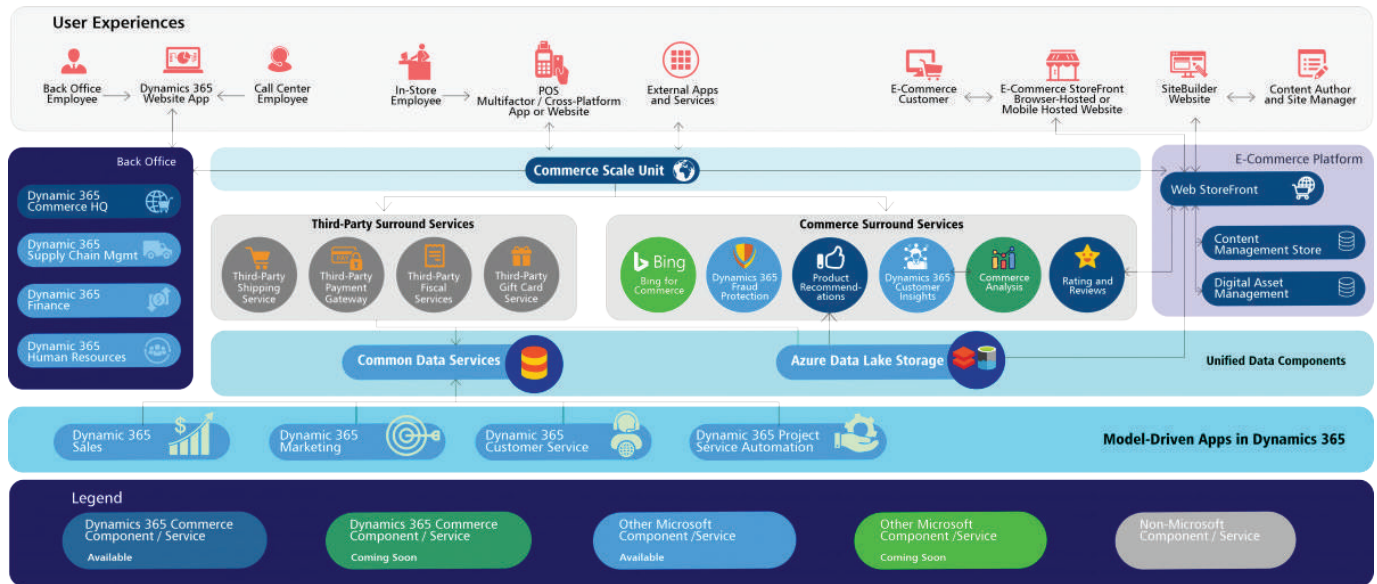 User Experiences
Back Office
Employee
Dynamics 365
Website App
Call Center
Employee
In-Store
Employee
POS
Multifactor / Cross-Platform
App or Website
External Apps
and Services
E-Commerce
Customer
E-Commerce StoreFront
Browser-Hosted or
Mobile Hosted Website
SiteBuilder
Website
Content Author
and Site Manager
Back Office
Dynamic 365
Commerce HQ
Dynamic 365
Supply Chain Mgmt
Dynamic 365
Finance
Dynamic 365
Human Resources
Commerce Scale Unit
E-Commerce Platform
Web StoreFront
Content
Management Store
Digital Asset
Management
Third-Party Surround Services
Third-Party
Shipping
Service
Third-Party
Payment
Gateway
Third-Party
Fiscal
Services
Third-Party
Gift Card
Service
Commerce Surround Services
Bing
Bing for
Commerce
Dynamics 365
Fraud
Protection
Product
Recommend-
ations
Dynamics 365
Customer
Insights
Commerce
Analysis
Rating and
Reviews
Common Data Services
Azure Data Lake Storage
Unified Data Components
Dynamic 365
Sales
Dynamic 365
Marketing
Dynamic 365
Customer Service
Dynamic 365 Project
Service Automation
Model-Driven Apps in Dynamics 365
Legend
Dynamics 365 Commerce
Component / Service
Available
Dynamics 365 Commerce
Component / Service
Coming Soon
Other Microsoft
Component /Service
Available
Other Microsoft
Component /Service
Coming Soon
Non-Microsoft
Component / Service